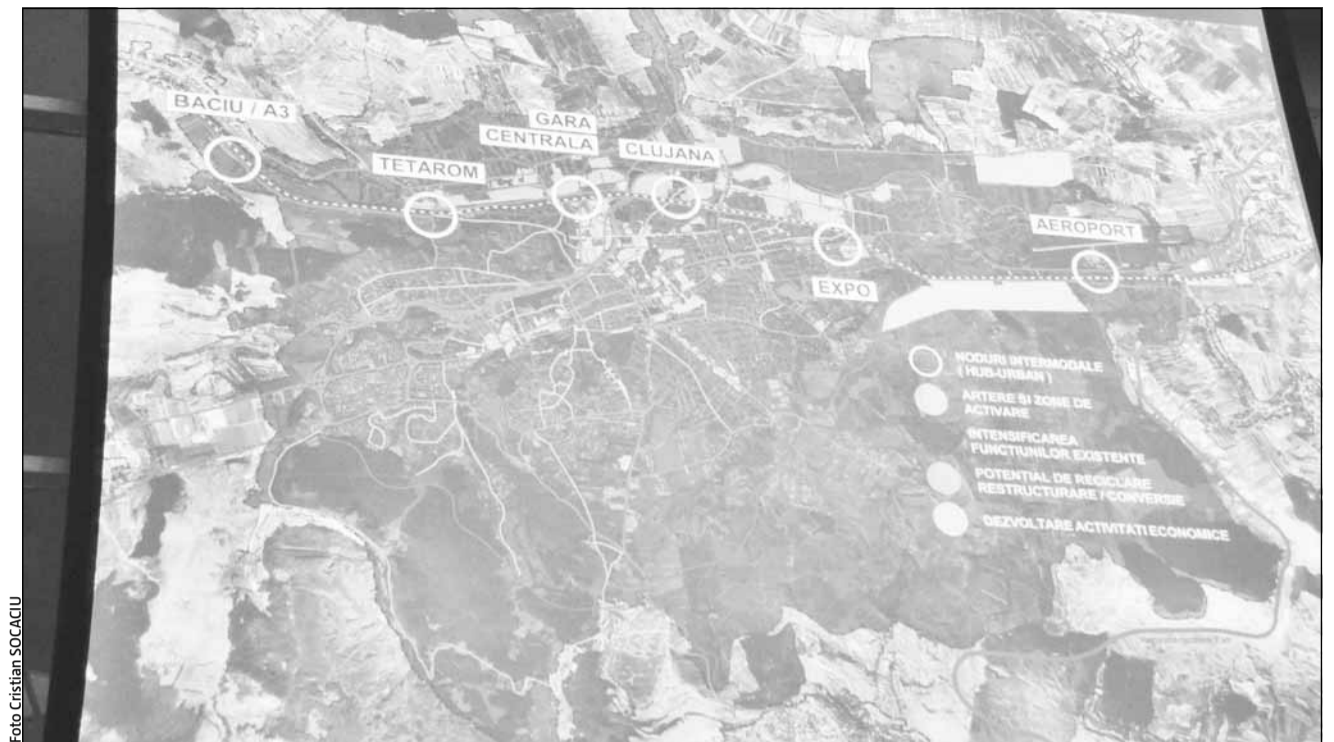 BACIU / A3
TETAROM
GARA
CENTRALA
CLUJANA
EXPO
AEROPORT
NODURI INTERMODALE
( HUB-URBAN )
ARTERE SI ZONE DE
ACTIVARE
INTENSIFICAREA
FUNCTIUNILOR EXISTENTE
POTENTIAL DE RECICLARE
RESTRUCTURARE / CONVERSIE
DEZVOLTARE ACTIVITATI ECONOMICE
Foto Cristian SOCACIU